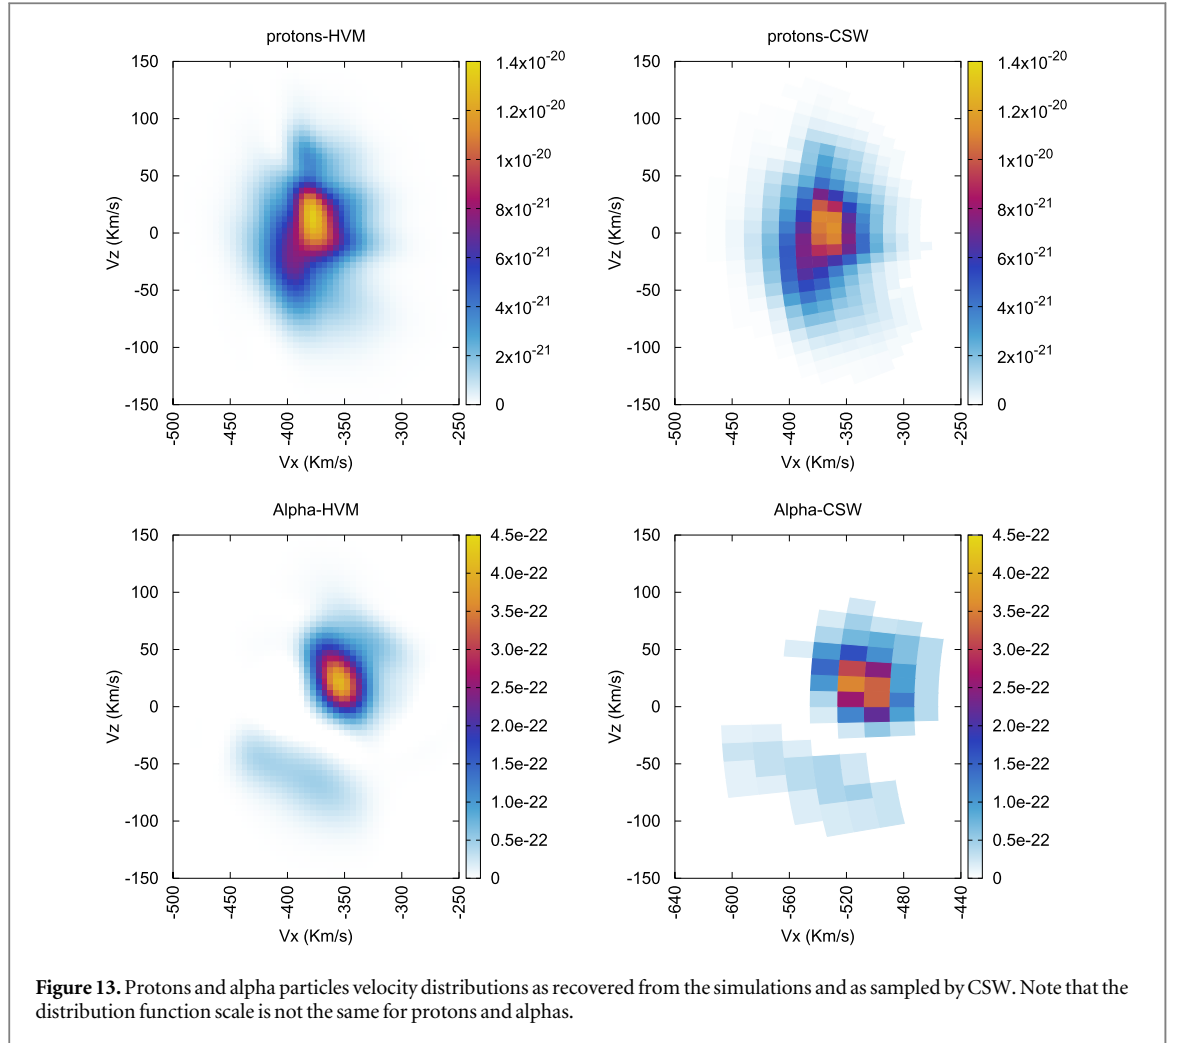 protons-HVM
150
100
50
0
-50
-100
-150
Vz (Km/s)
-500
-450
-400
-350
-300
-250
Vx (Km/s)
1.4x10-20
1.2x10-20
1x10-20
8x10-21
6x10-21
4x10-21
2x10-21
0
protons-CSW
150
100
50
0
-50
-100
-150
Vz (Km/s)
-500
-450
-400
-350
-300
-250
Vx (Km/s)
1.4x10-20
1.2x10-20
1x10-20
8x10-21
6x10-21
4x10-21
2x10-21
0
Alpha-HVM
150
100
50
0
-50
-100
-150
Vz (Km/s)
-500
-450
-400
-350
-300
-250
Vx (Km/s)
4.5e-22
4.0e-22
3.5e-22
3.0e-22
2.5e-22
2.0e-22
1.5e-22
1.0e-22
0.5e-22
0
Alpha-CSW
150
100
50
0
-50
-100
-150
Vz (Km/s)
-640
-600
-560
-520
-480
-440
Vx (Km/s)
4.5e-22
4.0e-22
3.5e-22
3.0e-22
2.5e-22
2.0e-22
1.5e-22
1.0e-22
0.5e-22
0
Figure 13. Protons and alpha particles velocity distributions as recovered from the simulations and as sampled by CSW. Note that the
distribution function scale is not the same for protons and alphas.